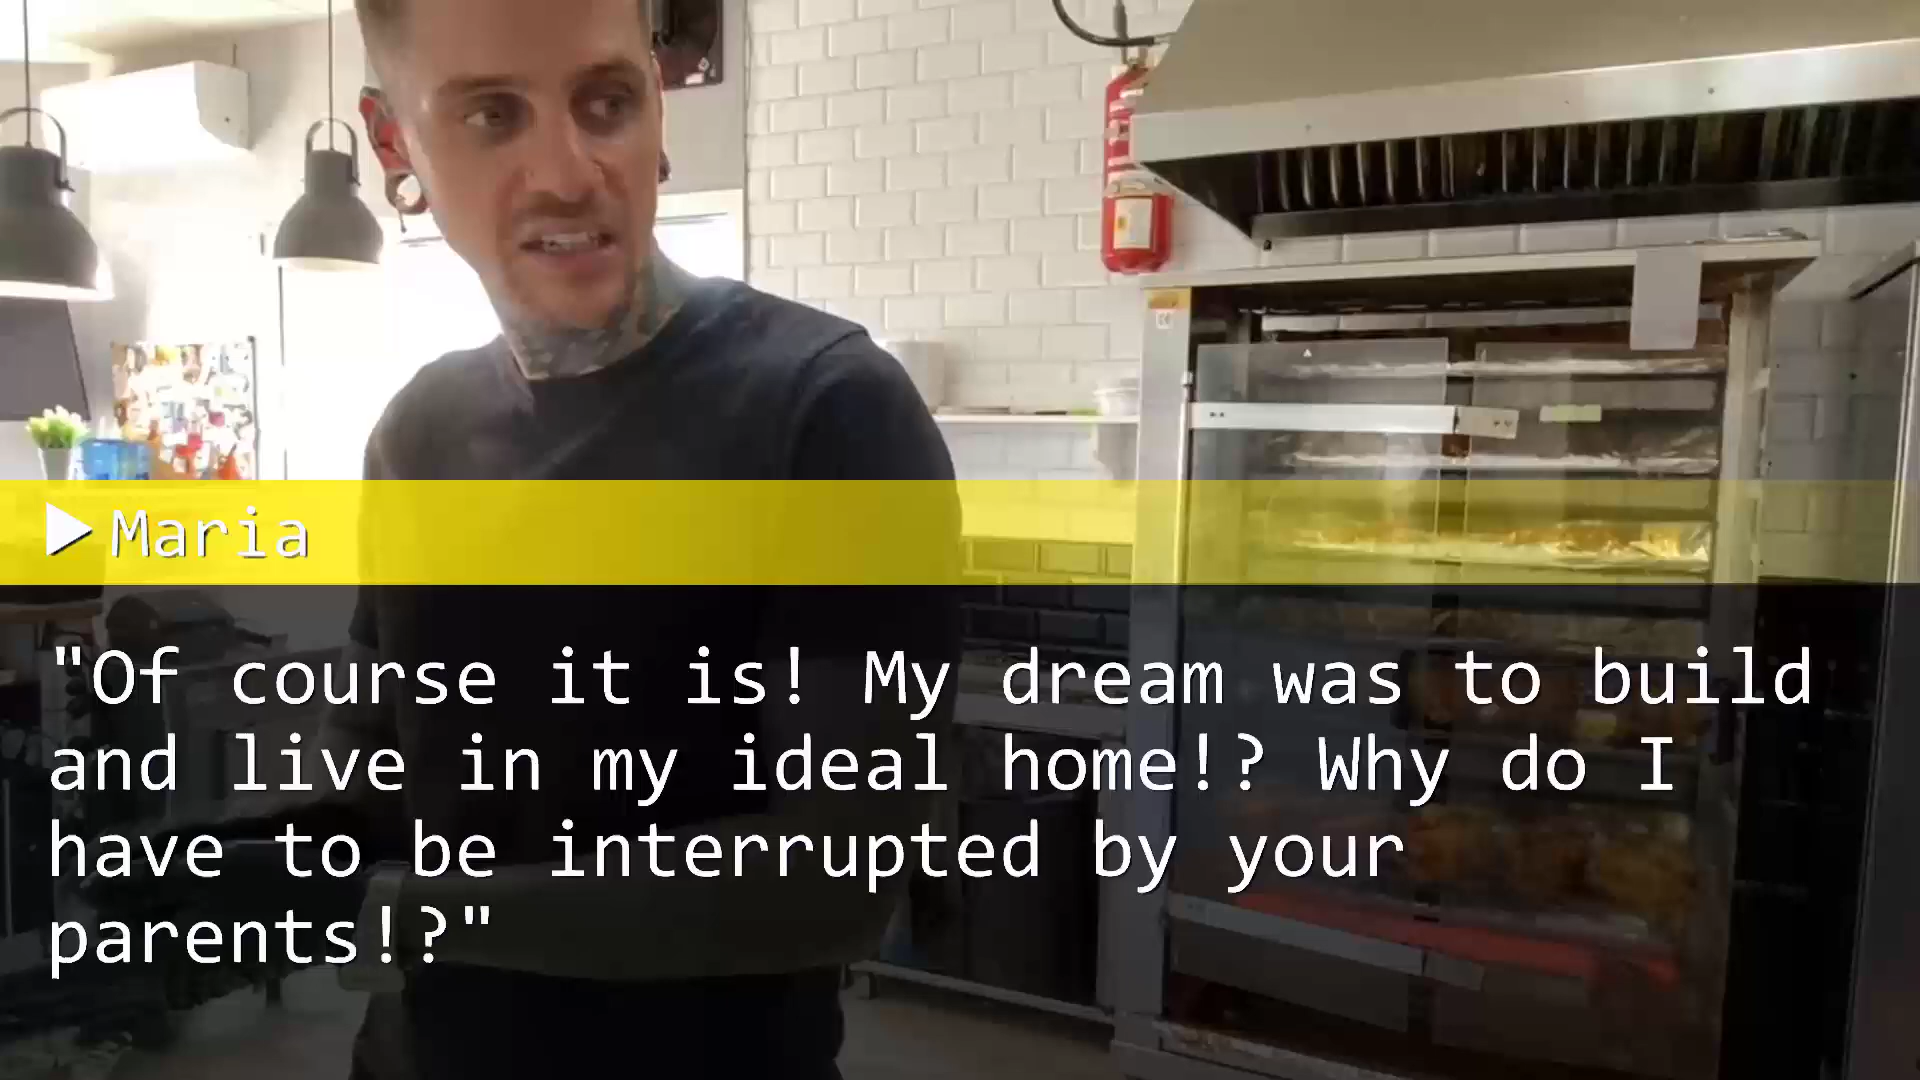 Maria
"Of course it is! My dream was to build
and live in my ideal home!? Why do I
have to be interrupted by your
parents!?"